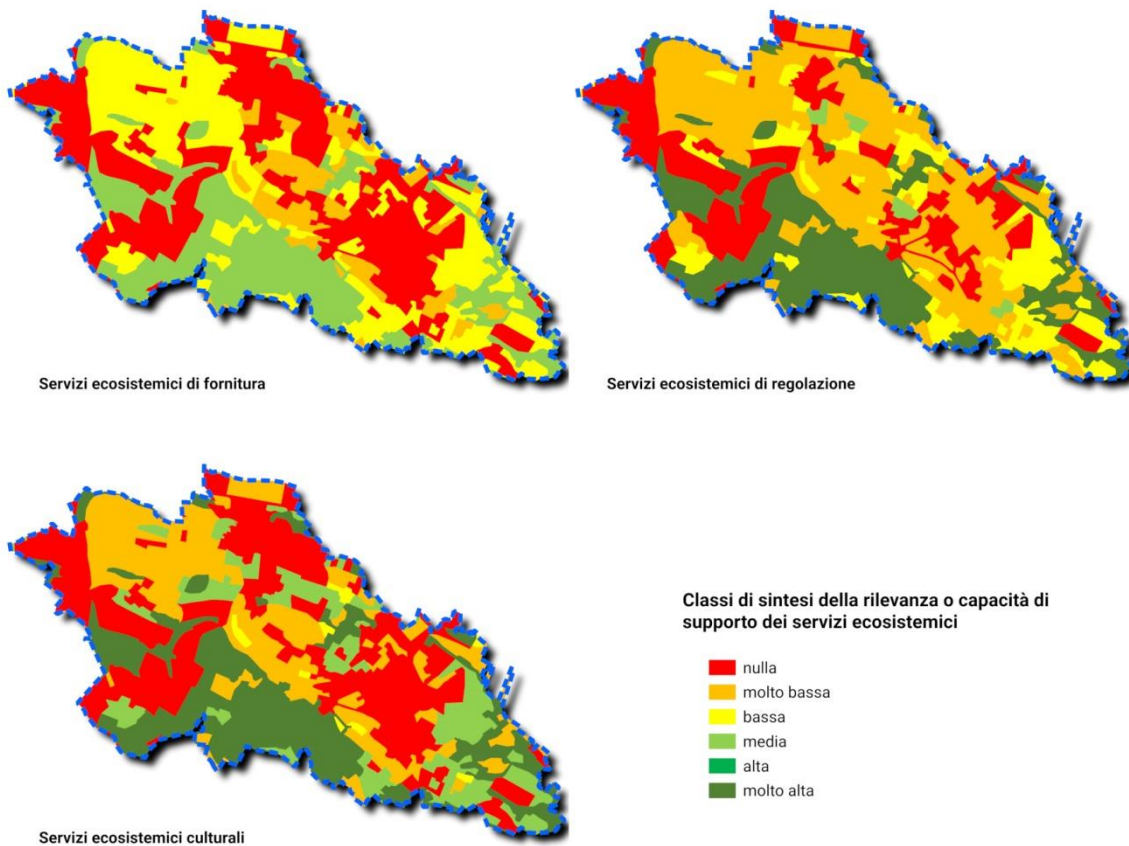 Servizi ecosistemici di fornitura
Servizi ecosistemici di regolazione
Servizi ecosistemici culturali
Classi di sintesi della rilevanza o capacità di
supporto dei servizi ecosistemici
nulla
molto bassa
bassa
media
alta
molto alta